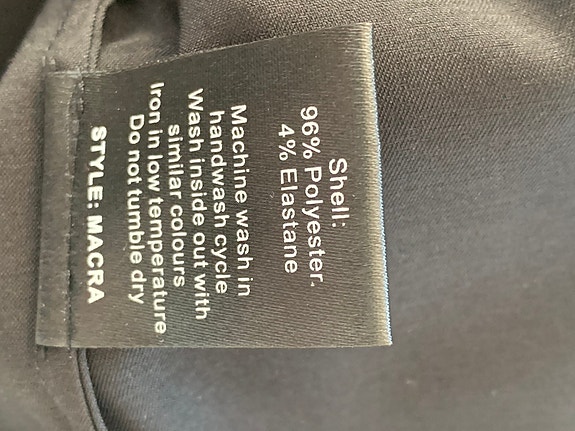 Shell:
96% Polyester.
4% Elastane
Machine wash in
handwash cycle
Wash inside out with
similar colours
Iron in low temperature
Do not tumble dry
STYLE: MACRA